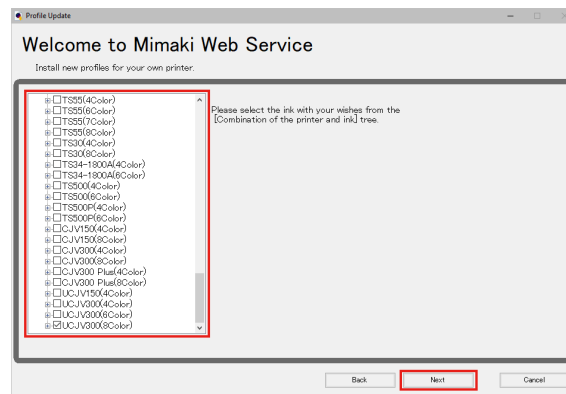 Profile Update
Welcome to Mimaki Web Service
Install new profiles for your own printer.
TS55(4Color)
TS55(6Color)
TS55(7Color)
TS55(8Color)
TS30(4Color)
TS30(8Color)
TS34-1800A(4Color)
TS34-1800A(6Color)
TS500(4Color)
TS500(6Color)
TS500P(4Color)
TS500P(6Color)
CJV150(4Color)
CJV150(8Color)
CJV300(4Color)
CJV300(8Color)
CJV300 Plus(4Color)
CJV300 Plus(8Color)
UCJV150(4Color)
UCJV300(4Color)
UCJV300(6Color)
UCJV300(8Color)
Please select the ink with your wishes from the
[Combination of the printer and ink] tree.
Back Next Cancel